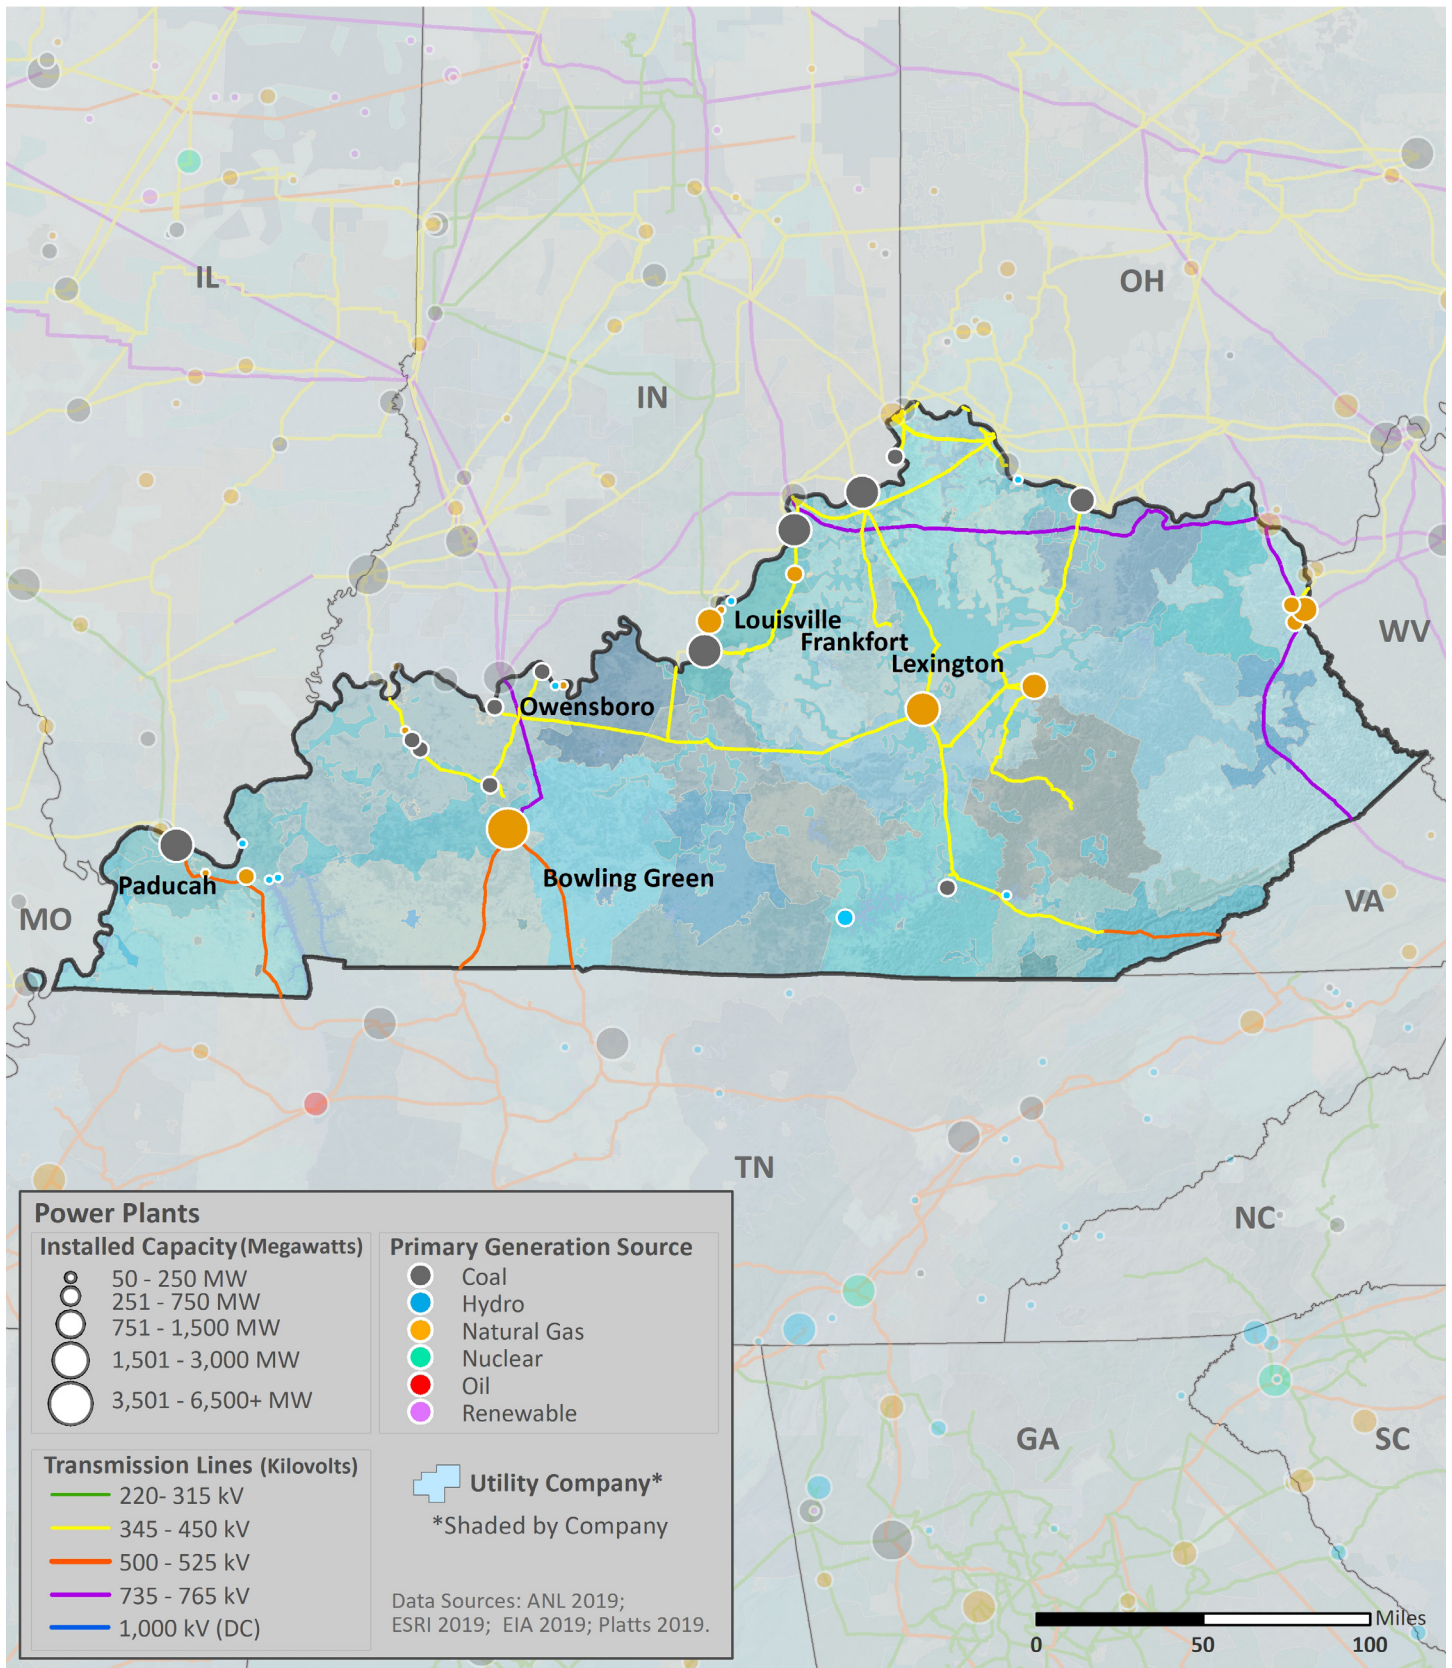 IL
OH
IN
WV
Louisville
Frankfort
Lexington
Owensboro
Bowling Green
Paducah
MO
VA
TN
NC
GA
SC
Power Plants
Installed Capacity (Megawatts)
50 - 250 MW
251 - 750 MW
751 - 1,500 MW
1,501 - 3,000 MW
3,501 - 6,500+ MW
Primary Generation Source
Coal
Hydro
Natural Gas
Nuclear
Oil
Renewable
Transmission Lines (Kilovolts)
220- 315 kV
345 - 450 kV
500 - 525 kV
735 - 765 kV
1,000 kV (DC)
Utility Company*
*Shaded by Company
Data Sources: ANL 2019;
ESRI 2019; EIA 2019; Platts 2019.
Miles
0 50 100